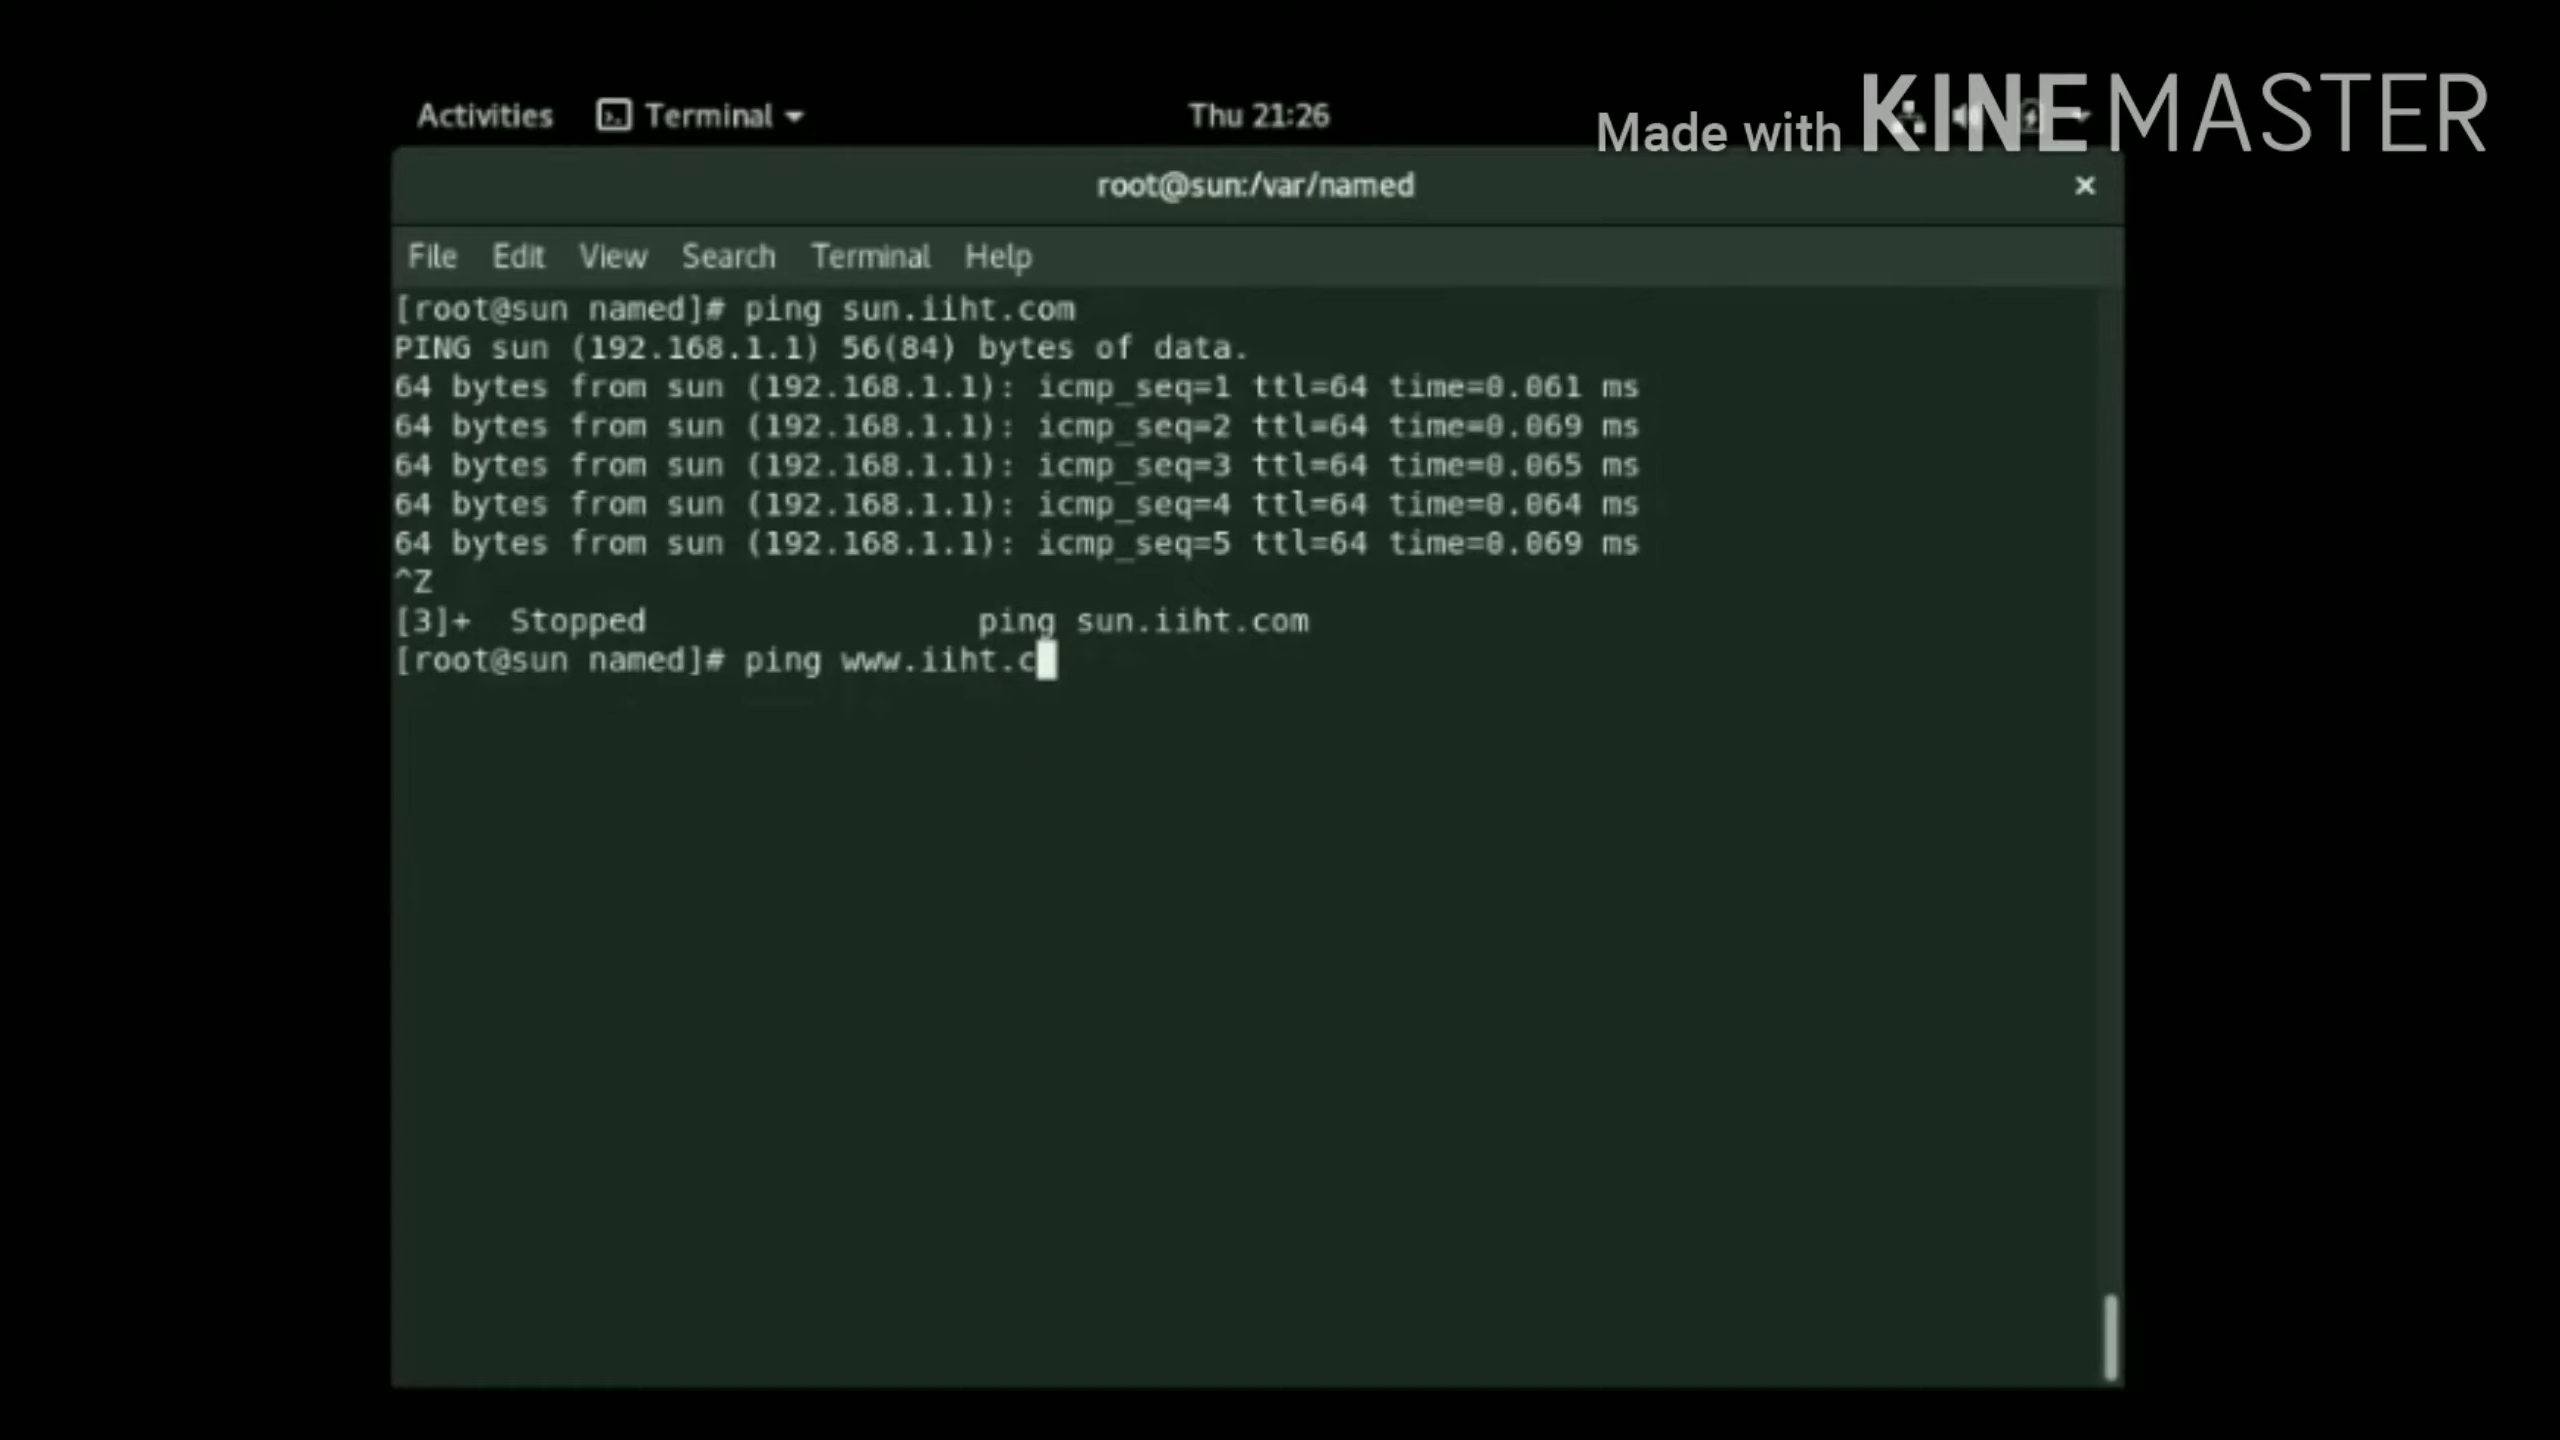 Activities Terminal Thu 21:26
Made with KINEMASTER
root@sun:/var/named
File Edit View Search Terminal Help
[root@sun named]# ping sun.iiht.com
PING sun (192.168.1.1) 56(84) bytes of data.
64 bytes from sun (192.168.1.1): icmp_seq=1 ttl=64 time=0.061 ms
64 bytes from sun (192.168.1.1): icmp_seq=2 ttl=64 time=0.069 ms
64 bytes from sun (192.168.1.1): icmp_seq=3 ttl=64 time=0.065 ms
64 bytes from sun (192.168.1.1): icmp_seq=4 ttl=64 time=0.064 ms
64 bytes from sun (192.168.1.1): icmp_seq=5 ttl=64 time=0.069 ms
^Z
[3]+  Stopped                 ping sun.iiht.com
[root@sun named]# ping www.iiht.c